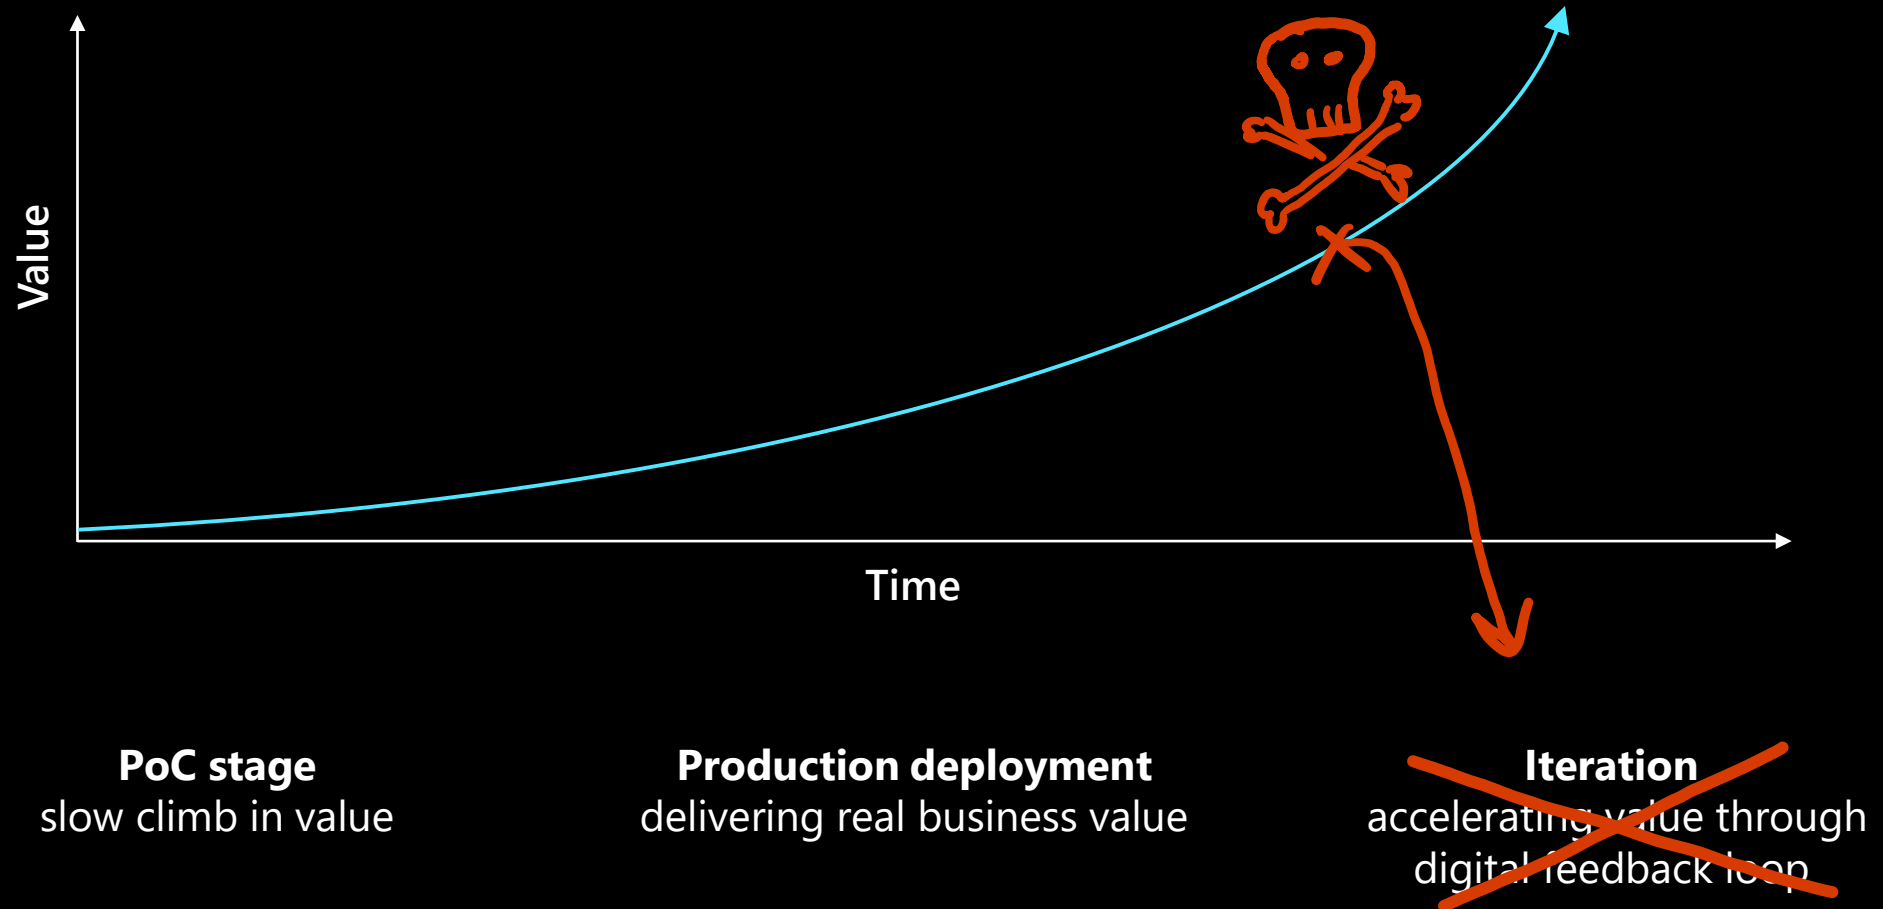 Value
Time
PoC stage
slow climb in value
Production deployment
delivering real business value
Iteration
accelerating value through
digital feedback loop